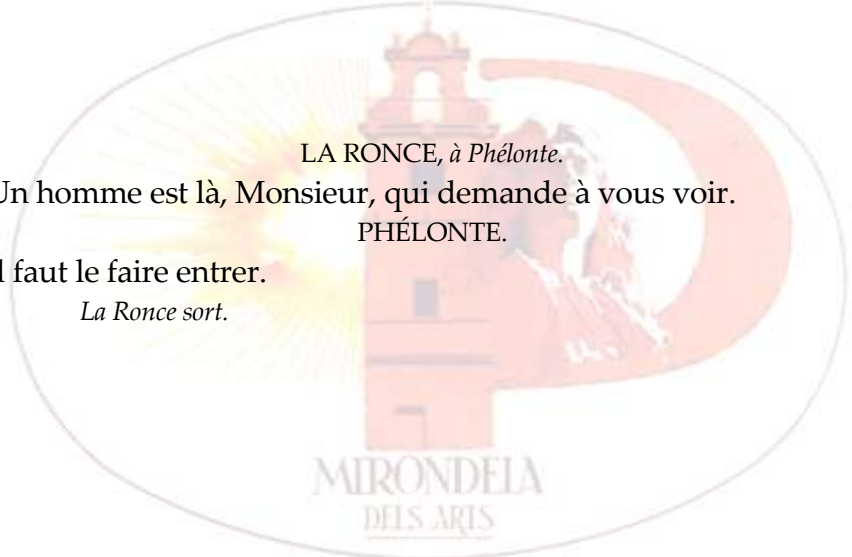 LA RONCE, à Phélonte.
Un homme est là, Monsieur, qui demande à vous voir.
PHÉLONTE.
l faut le faire entrer.
La Ronce sort.
MIRONDELA
DELS ARTS